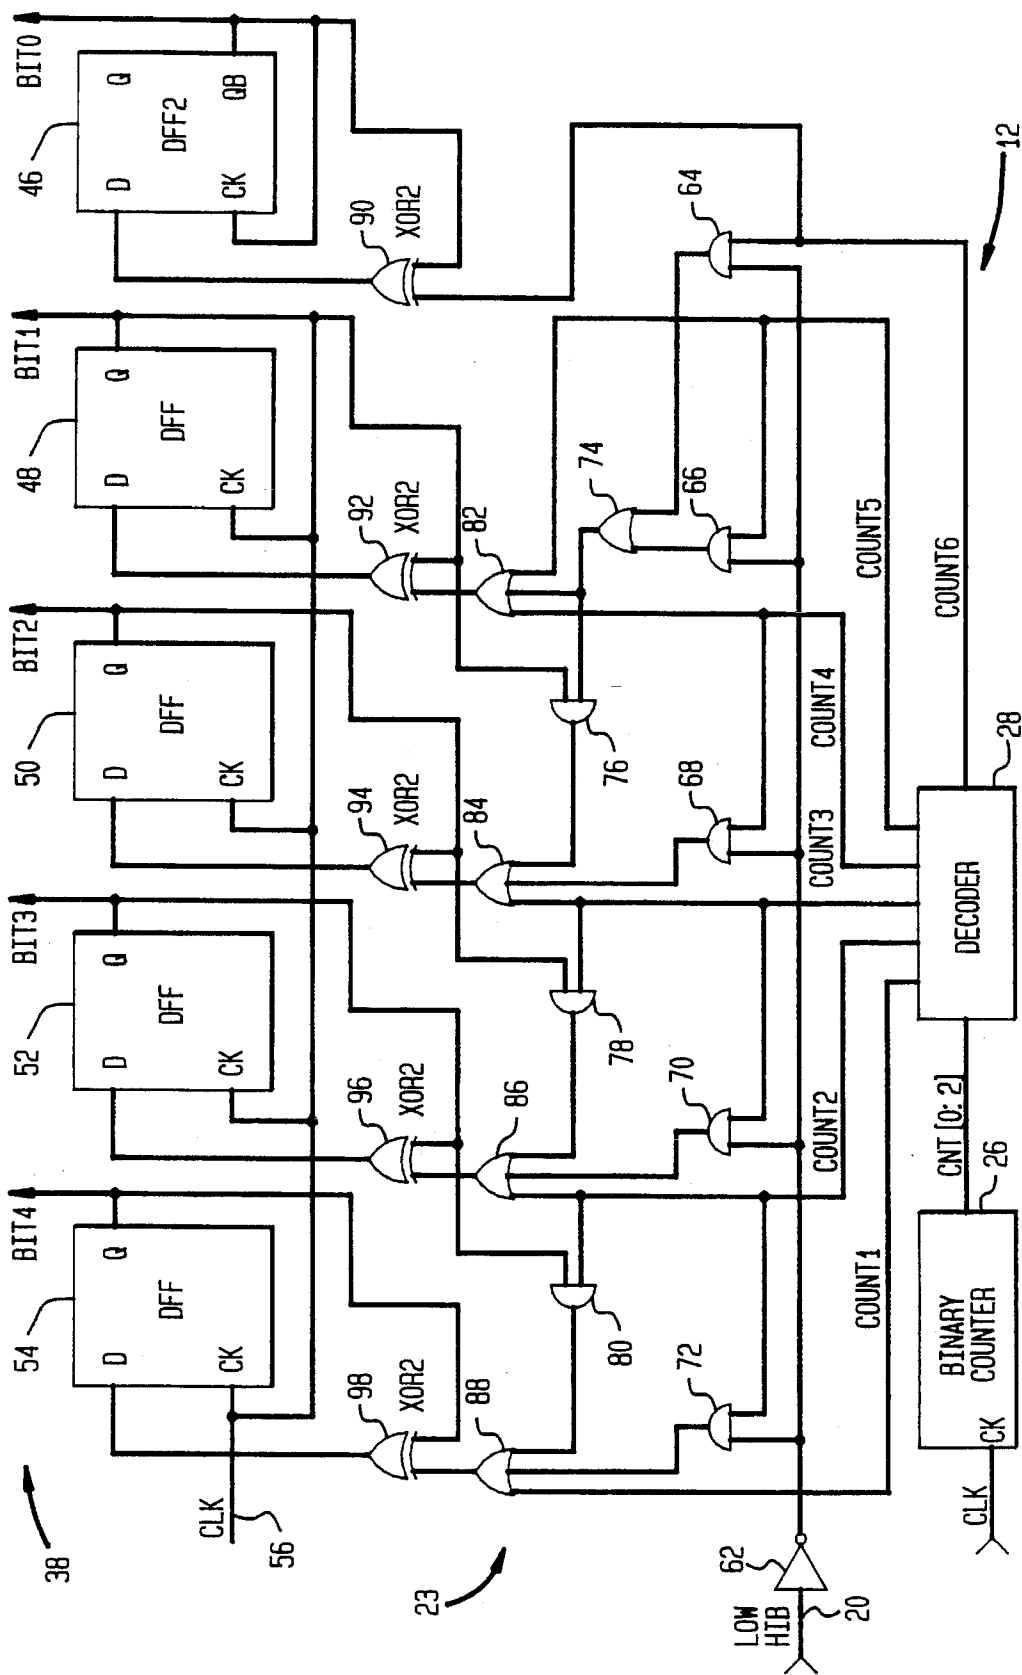 38
BIT4
BIT3
BIT2
BIT1
BIT0
54
52
50
48
46
D
Q
DFF
CK
D
Q
DFF
CK
D
Q
DFF
CK
D
Q
DFF
CK
D
Q
DFF2
CK
QB
CLK
56
98
XOR2
96
XOR2
94
XOR2
92
XOR2
90
XOR2
23
88
86
84
82
80
78
76
74
72
70
68
66
64
LOW
HIB
62
20
COUNT1
COUNT2
COUNT3
COUNT4
COUNT5
COUNT6
12
CLK
CK
BINARY
COUNTER
26
CNT[0:2]
DECODER
28